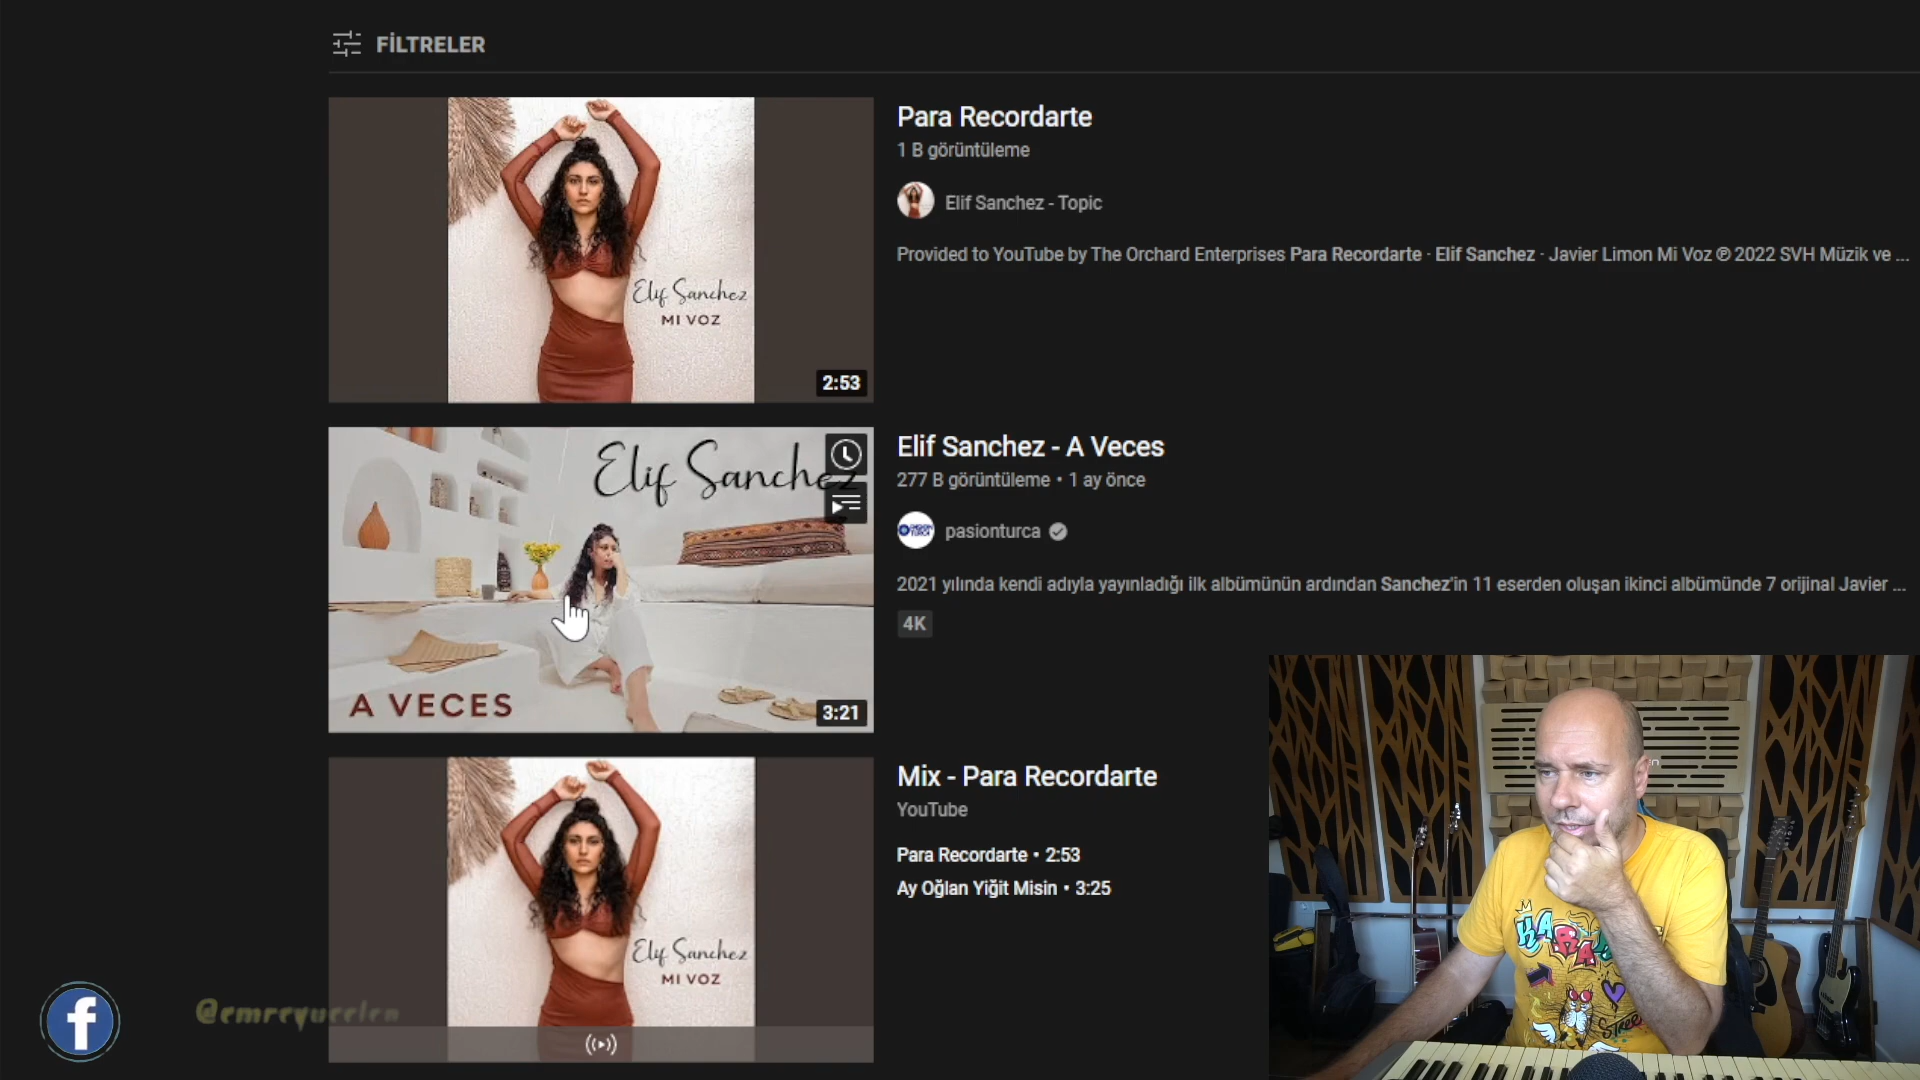 FİLTRELER
Elif Sanchez
MI VOZ
2:53
Para Recordarte
1 B görüntüleme
Elif Sanchez - Topic
Provided to YouTube by The Orchard Enterprises Para Recordarte · Elif Sanchez · Javier Limon Mi Voz ℗ 2022 SVH Müzik ve ...
Elif Sanchez
A VECES
3:21
Elif Sanchez - A Veces
277 B görüntüleme • 1 ay önce
pasionturca
2021 yılında kendi adıyla yayınladığı ilk albümünün ardından Sanchez'in 11 eserden oluşan ikinci albümünde 7 orijinal Javier ...
4K
Elif Sanchez
MI VOZ
Mix - Para Recordarte
YouTube
Para Recordarte • 2:53
Ay Oğlan Yiğit Misin • 3:25
f
@emreyucelen